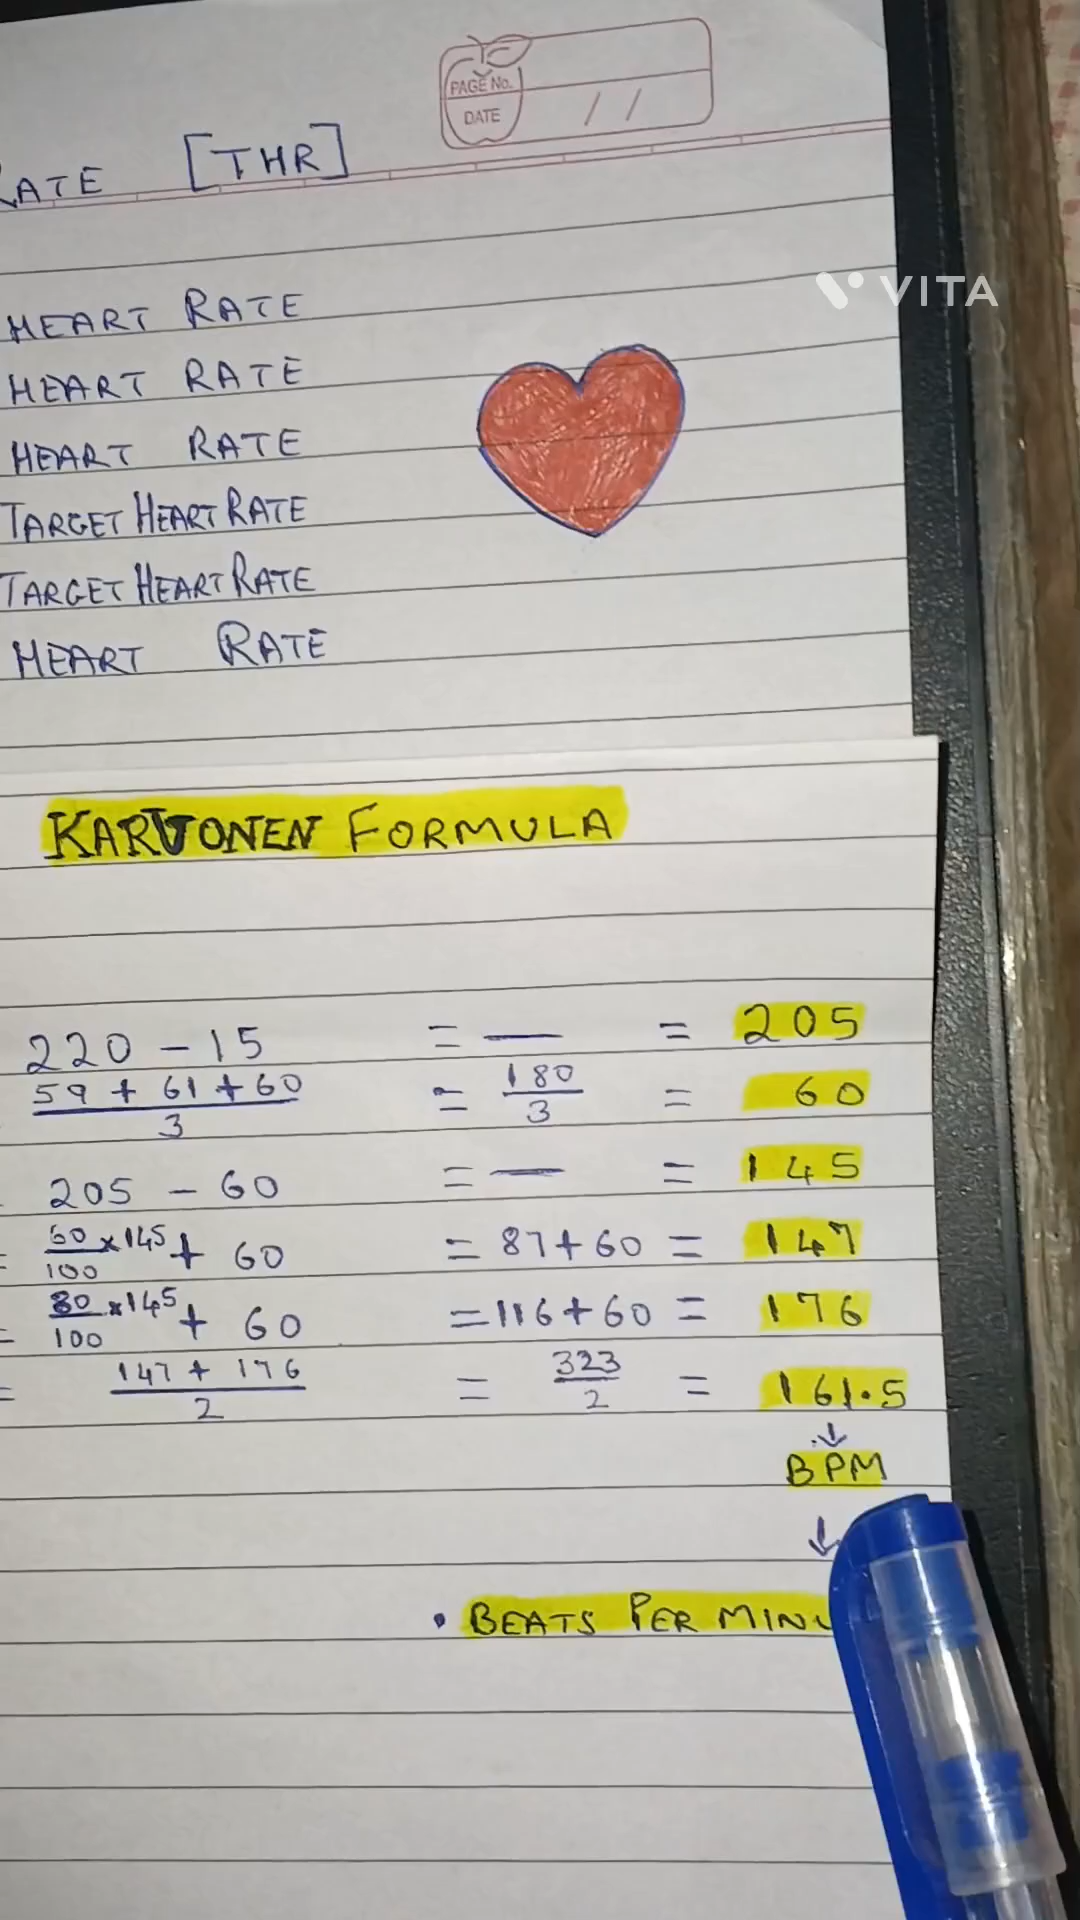 PAGE No.
DATE / /
RATE [THR]
VITA
HEART RATE
HEART RATE
HEART RATE
TARGET HEART RATE
TARGET HEART RATE
HEART RATE
KARVONEN FORMULA
220 - 15 = — = 205
59 + 61 + 60 / 3 = 180 / 3 = 60
205 - 60 = — = 145
= 60/100 x 145 + 60 = 87 + 60 = 147
= 80/100 x 145 + 60 = 116 + 60 = 176
= 147 + 176 / 2 = 323 / 2 = 161.5
↓
BPM
↓
• BEATS PER MINU